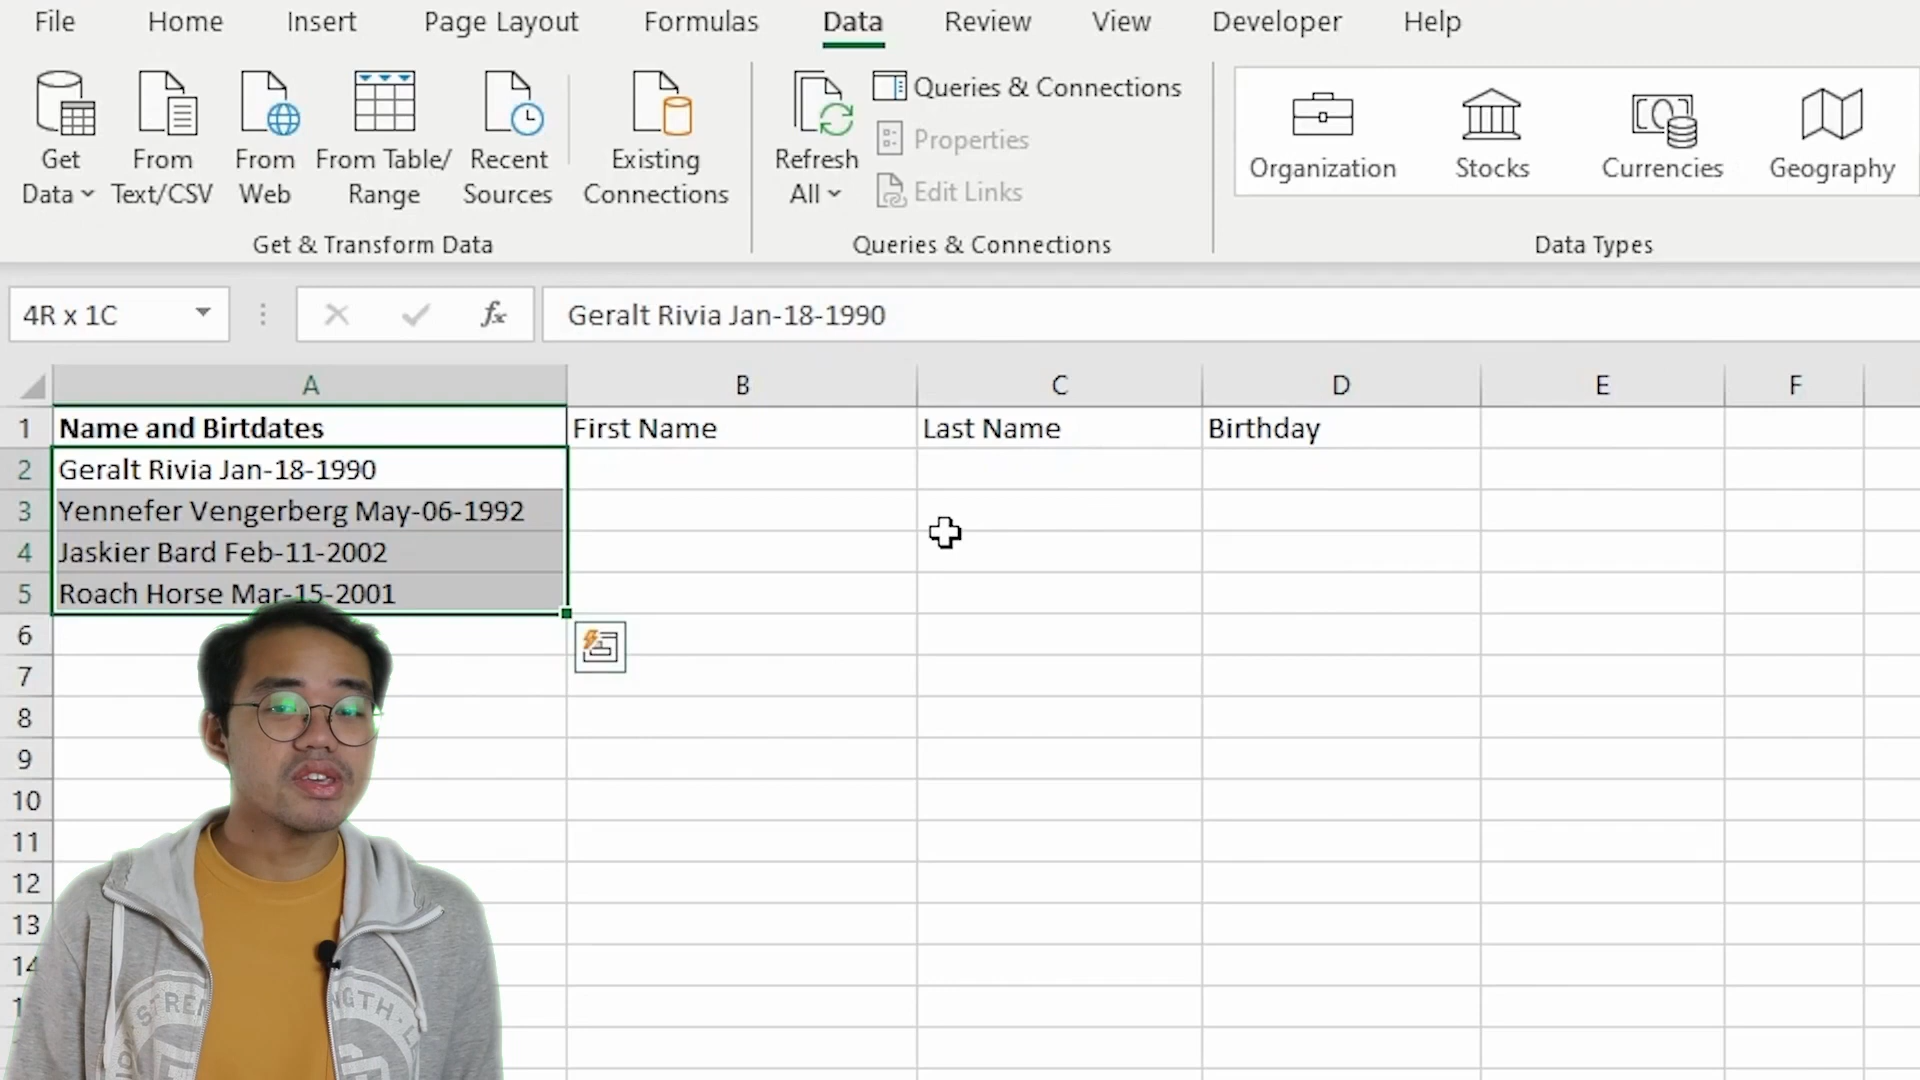 File Home Insert Page Layout Formulas Data Review View Developer Help
Get Data
From Text/CSV
From Web
From Table/Range
Recent Sources
Existing Connections
Refresh All
Queries & Connections
Properties
Edit Links
Organization
Stocks
Currencies
Geography
Get & Transform Data
Queries & Connections
Data Types
4R x 1C
fx
Geralt Rivia Jan-18-1990
A B C D E F
1 Name and Birtdates First Name Last Name Birthday
2 Geralt Rivia Jan-18-1990
3 Yennefer Vengerberg May-06-1992
4 Jaskier Bard Feb-11-2002
5 Roach Horse Mar-15-2001
6
7
8
9
10
11
12
13
14